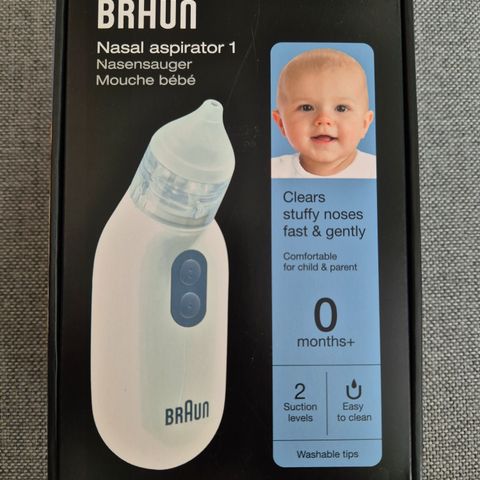 BRAUN
Nasal aspirator 1
Nasensauger
Mouche bébé
Clears
stuffy noses
fast & gently
Comfortable
for child & parent
0
months+
2
Suction
levels
Easy
to clean
Washable tips
BRAUN